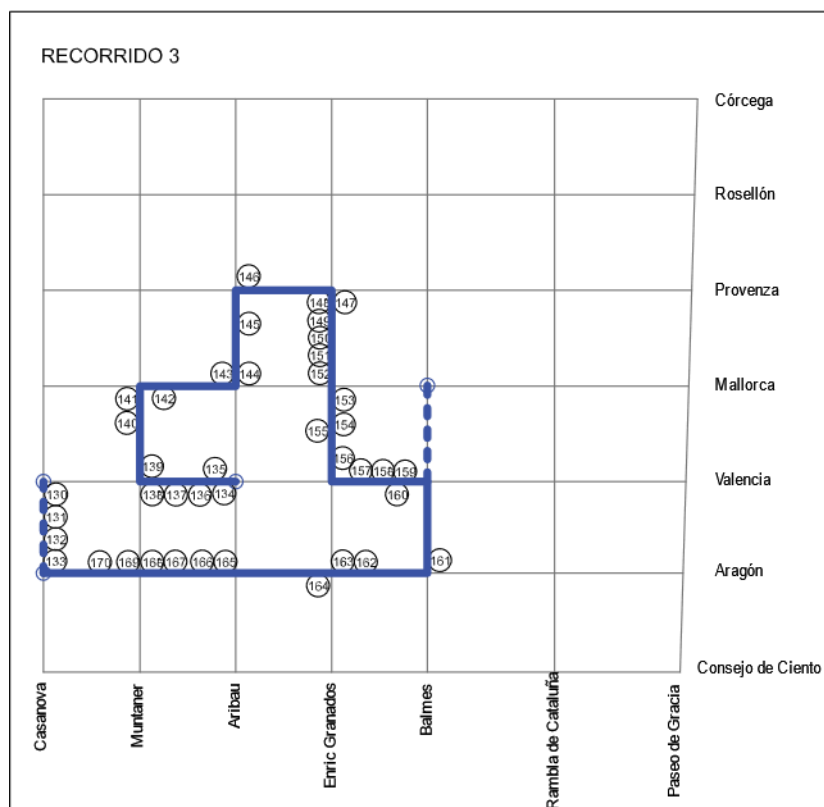 RECORRIDO 3
Córcega
Rosellón
146
Provenza
148
147
145
149
150
151
143
144
152
Mallorca
141
142
153
140
155
154
139
135
156
157
158
159
Valencia
130
138
137
136
134
160
131
132
133
170
169
168
167
166
165
163
162
161
Aragón
164
Consejo de Ciento
Casanova
Muntaner
Aribau
Enric Granados
Balmes
Rambla de Cataluña
Paseo de Gracia